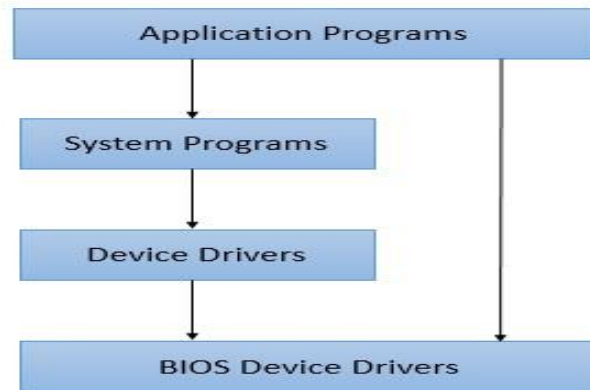 Application Programs
System Programs
Device Drivers
BIOS Device Drivers